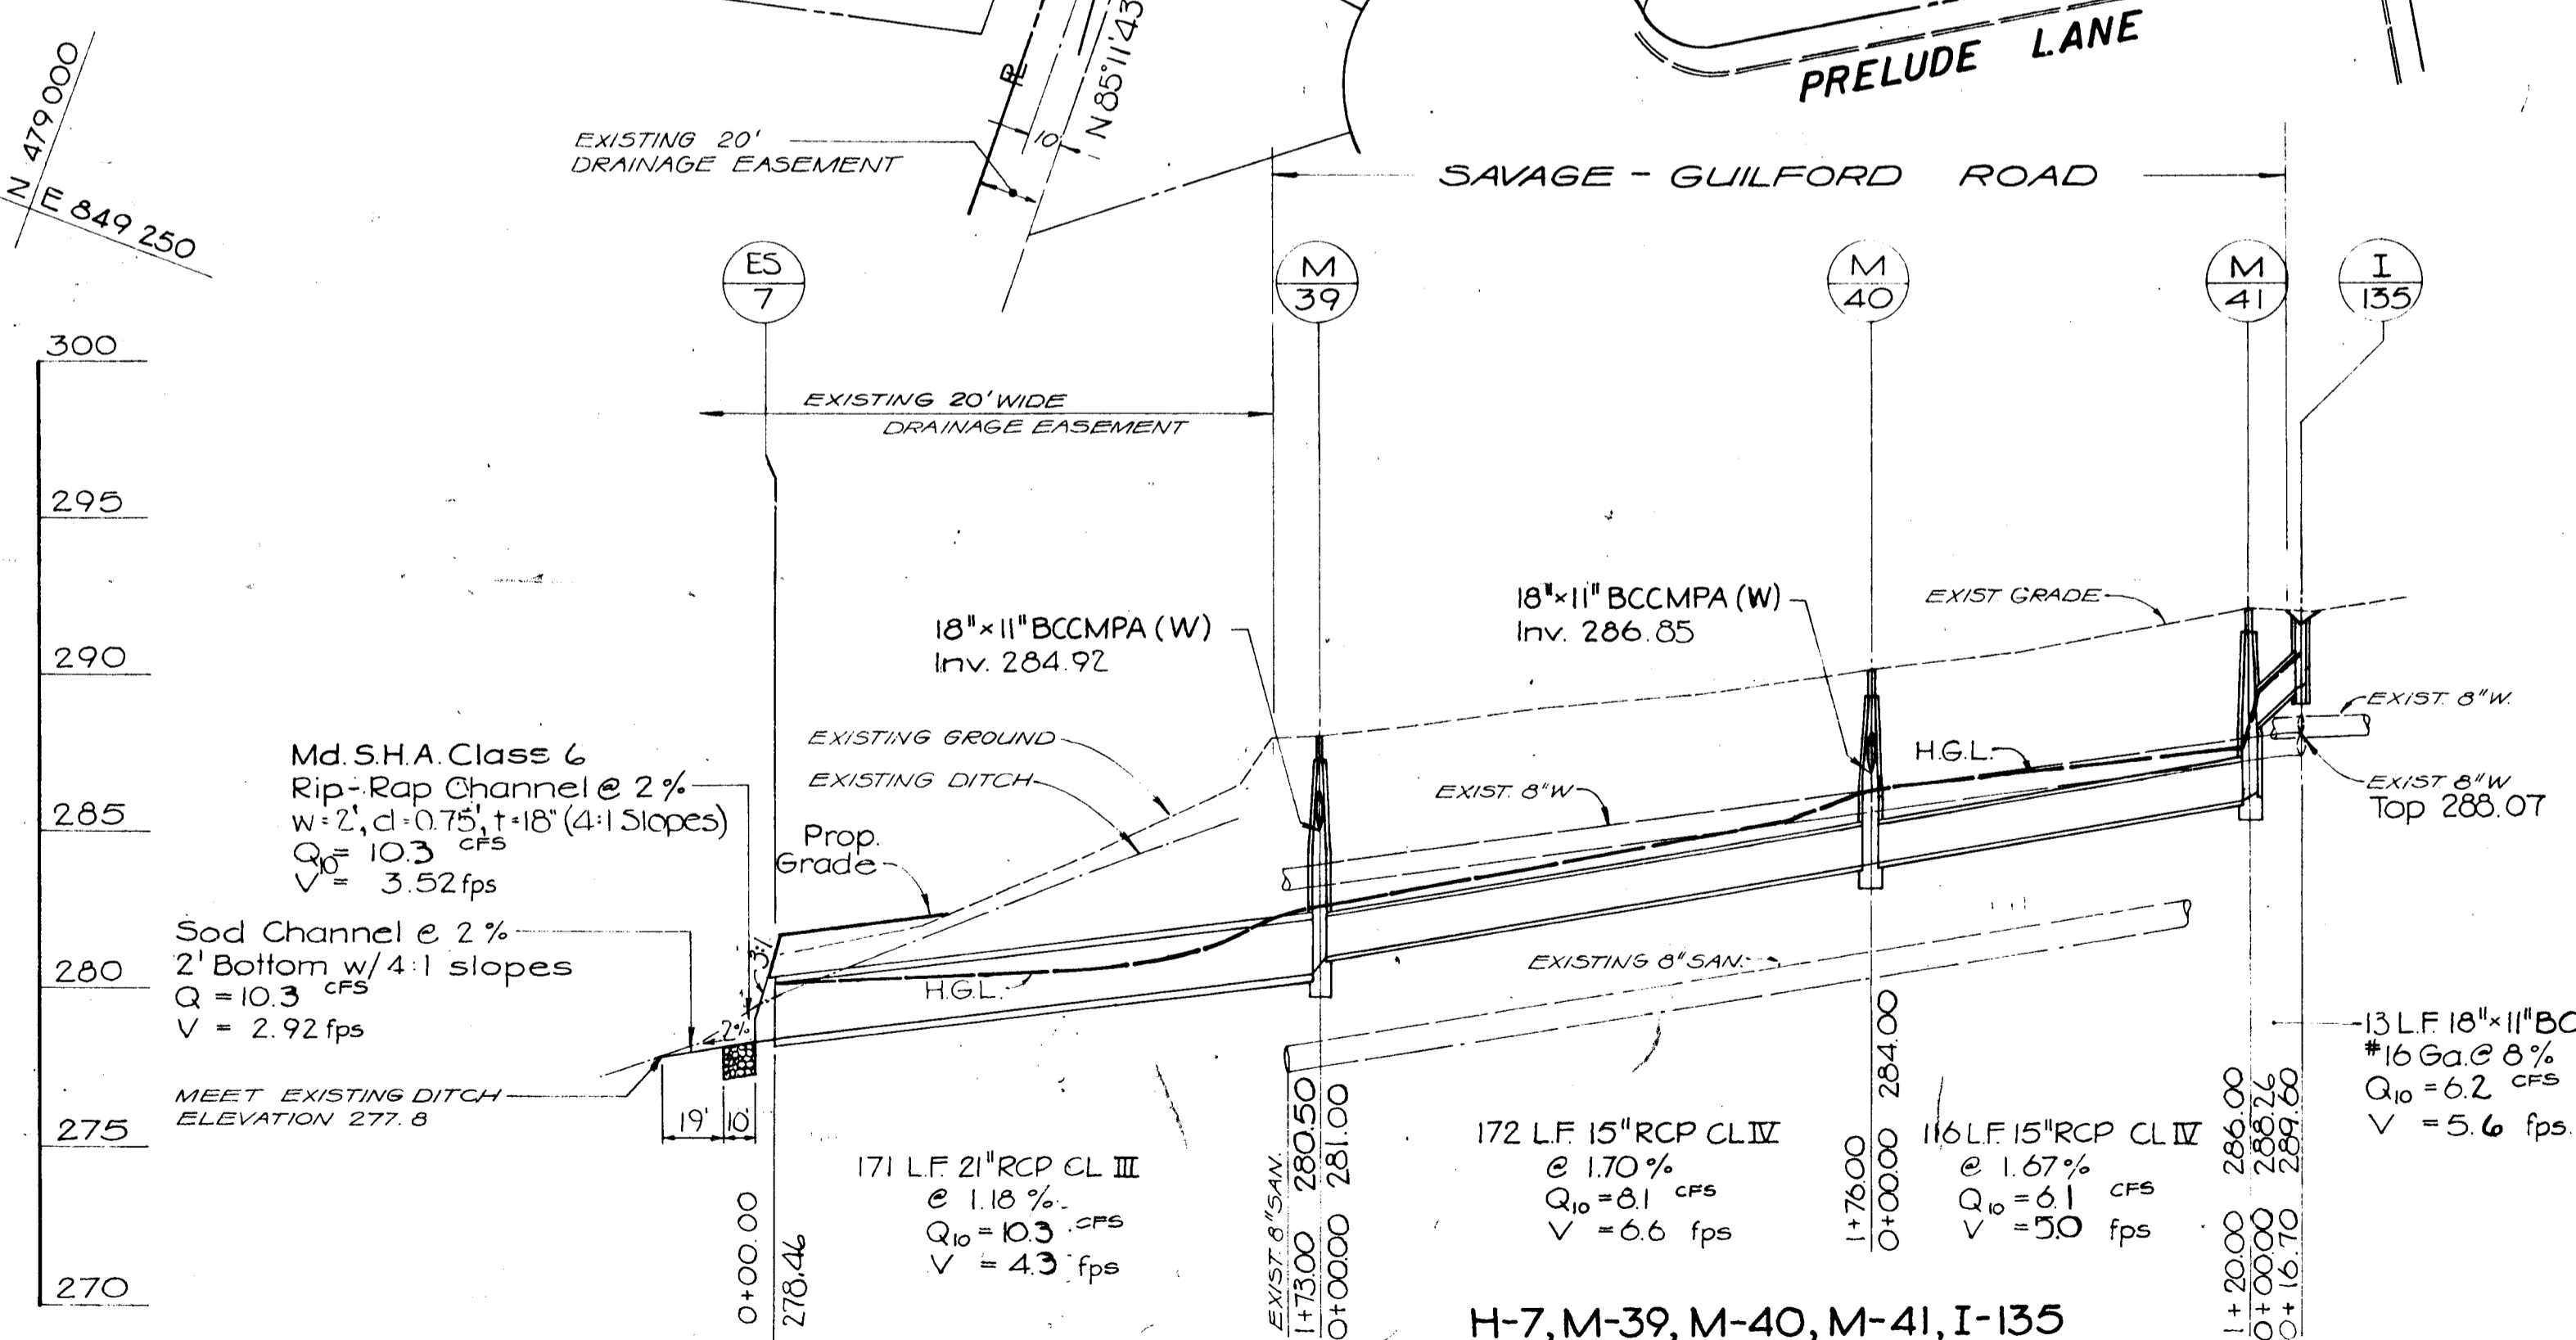 N 479000
E 849 250
PL
10'
N 85°11'43
EXISTING 20'
DRAINAGE EASEMENT
PRELUDE LANE
SAVAGE - GUILFORD ROAD
ES
7
M
39
M
40
M
41
I
135
300
295
290
285
280
275
270
EXISTING 20' WIDE
DRAINAGE EASEMENT
18"x11" BCCMPA (W)
Inv. 284.92
18"x11" BCCMPA (W)
Inv. 286.85
EXIST GRADE
EXISTING GROUND
EXISTING DITCH
EXIST. 8"W
H.G.L.
EXIST. 8"W.
EXIST 8"W
Top 288.07
Md. S.H.A. Class 6
Rip-Rap Channel @ 2%
w=2', d=0.75', t=18" (4:1 Slopes)
Q10= 10.3 CFS
V = 3.52 fps
Prop.
Grade
3:1
Sod Channel @ 2%
2' Bottom w/ 4:1 slopes
Q = 10.3 CFS
V = 2.92 fps
2%
H.G.L.
EXISTING 8" SAN.
MEET EXISTING DITCH
ELEVATION 277.8
19'
10'
171 L.F. 21" RCP CL III
@ 1.18%
Q10 = 10.3 CFS
V = 4.3 fps
172 L.F. 15" RCP CL IV
@ 1.70%
Q10 = 8.1 CFS
V = 6.6 fps
116 L.F. 15" RCP CL IV
@ 1.67%
Q10 = 6.1 CFS
V = 5.0 fps
13 L.F. 18"x11" BC
#16 Ga. @ 8%
Q10 = 6.2 CFS
V = 5.6 fps.
0+00.00
278.46
EXIST 8" SAN.
1+73.00 280.50
0+00.00 281.00
1+76.00
0+00.00 284.00
1+20.00 286.00
0+00.00 288.26
0+16.70 289.60
H-7, M-39, M-40, M-41, I-135